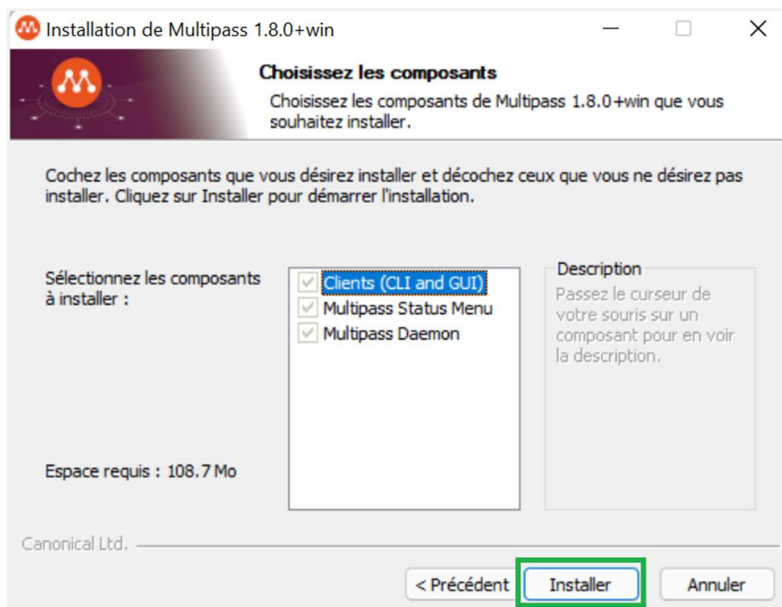 Installation de Multipass 1.8.0+win
Choisissez les composants
Choisissez les composants de Multipass 1.8.0+win que vous
souhaitez installer.
Cochez les composants que vous désirez installer et décochez ceux que vous ne désirez pas
installer. Cliquez sur Installer pour démarrer l'installation.
Sélectionnez les composants
à installer :
Clients (CLI and GUI)
Multipass Status Menu
Multipass Daemon
Description
Passez le curseur de
votre souris sur un
composant pour en voir
la description.
Espace requis : 108.7 Mo
Canonical Ltd.
< Précédent
Installer
Annuler